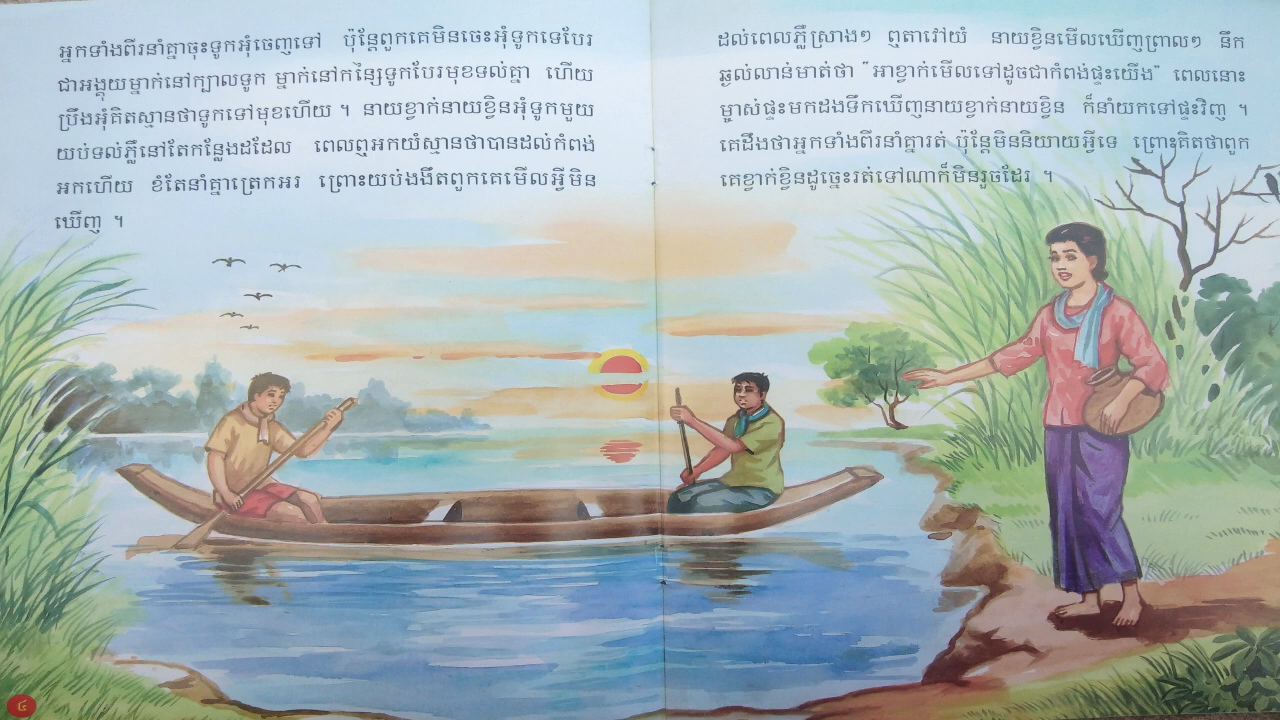 អ្នកទាំងពីរនាំគ្នាចុះទូកអុំចេញទៅ ប៉ុន្តែពួកគេមិនចេះអុំទូកទេបែរ
ជាអង្គុយម្នាក់នៅក្បាលទូក ម្នាក់នៅកន្សៃទូកបែរមុខទល់គ្នា ហើយ
ប្រឹងអុំគិតស្មានថាទូកទៅមុខហើយ ។ នាយខ្វាក់នាយខ្វិនអុំទូកមួយ
យប់ទល់ភ្លឺនៅតែកន្លែងដដែល ពេលឮអកយំស្មានថាបានដល់កំពង់
អកហើយ ខំតែនាំគ្នាត្រេកអរ ព្រោះយប់ងងឹតពួកគេមើលអ្វីមិន
ឃើញ ។
ដល់ពេលភ្លឺស្រាងៗ ឮតាវ៉ៅយំ នាយខ្វិនមើលឃើញព្រាលៗ នឹក
ឆ្ងល់លាន់មាត់ថា "អាខ្វាក់មើលទៅដូចជាកំពង់ផ្ទះយើង" ពេលនោះ
ម្ចាស់ផ្ទះមកដងទឹកឃើញនាយខ្វាក់នាយខ្វិន ក៏នាំយកទៅផ្ទះវិញ ។
គេដឹងថាអ្នកទាំងពីរនាំគ្នារត់ ប៉ុន្តែមិននិយាយអ្វីទេ ព្រោះគិតថាពួក
គេខ្វាក់ខ្វិនដូច្នេះរត់ទៅណាក៏មិនរួចដែរ ។
៤